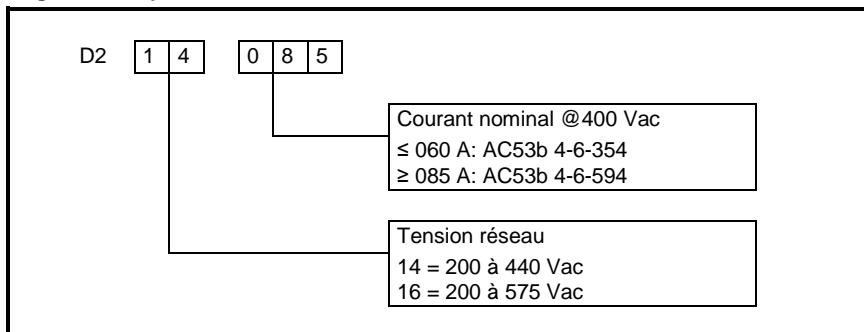 D2 1 4 0 8 5
Courant nominal @400 Vac
≤ 060 A: AC53b 4-6-354
≥ 085 A: AC53b 4-6-594
Tension réseau
14 = 200 à 440 Vac
16 = 200 à 575 Vac